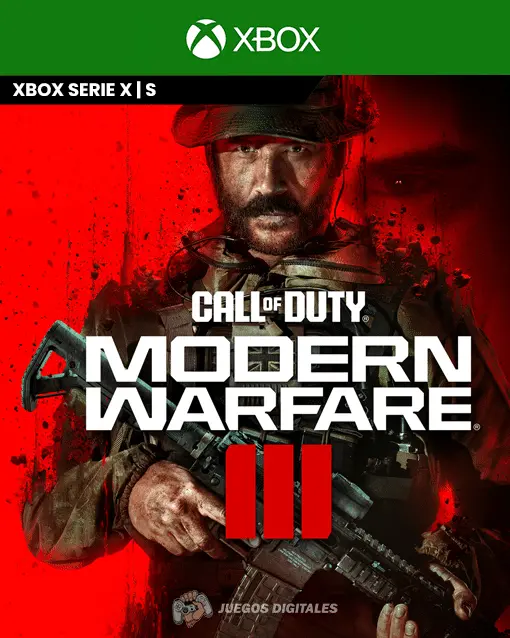 XBOX
XBOX SERIE X | S
CALL OF DUTY®
MODERN
WARFARE®
III
JUEGOS DIGITALES